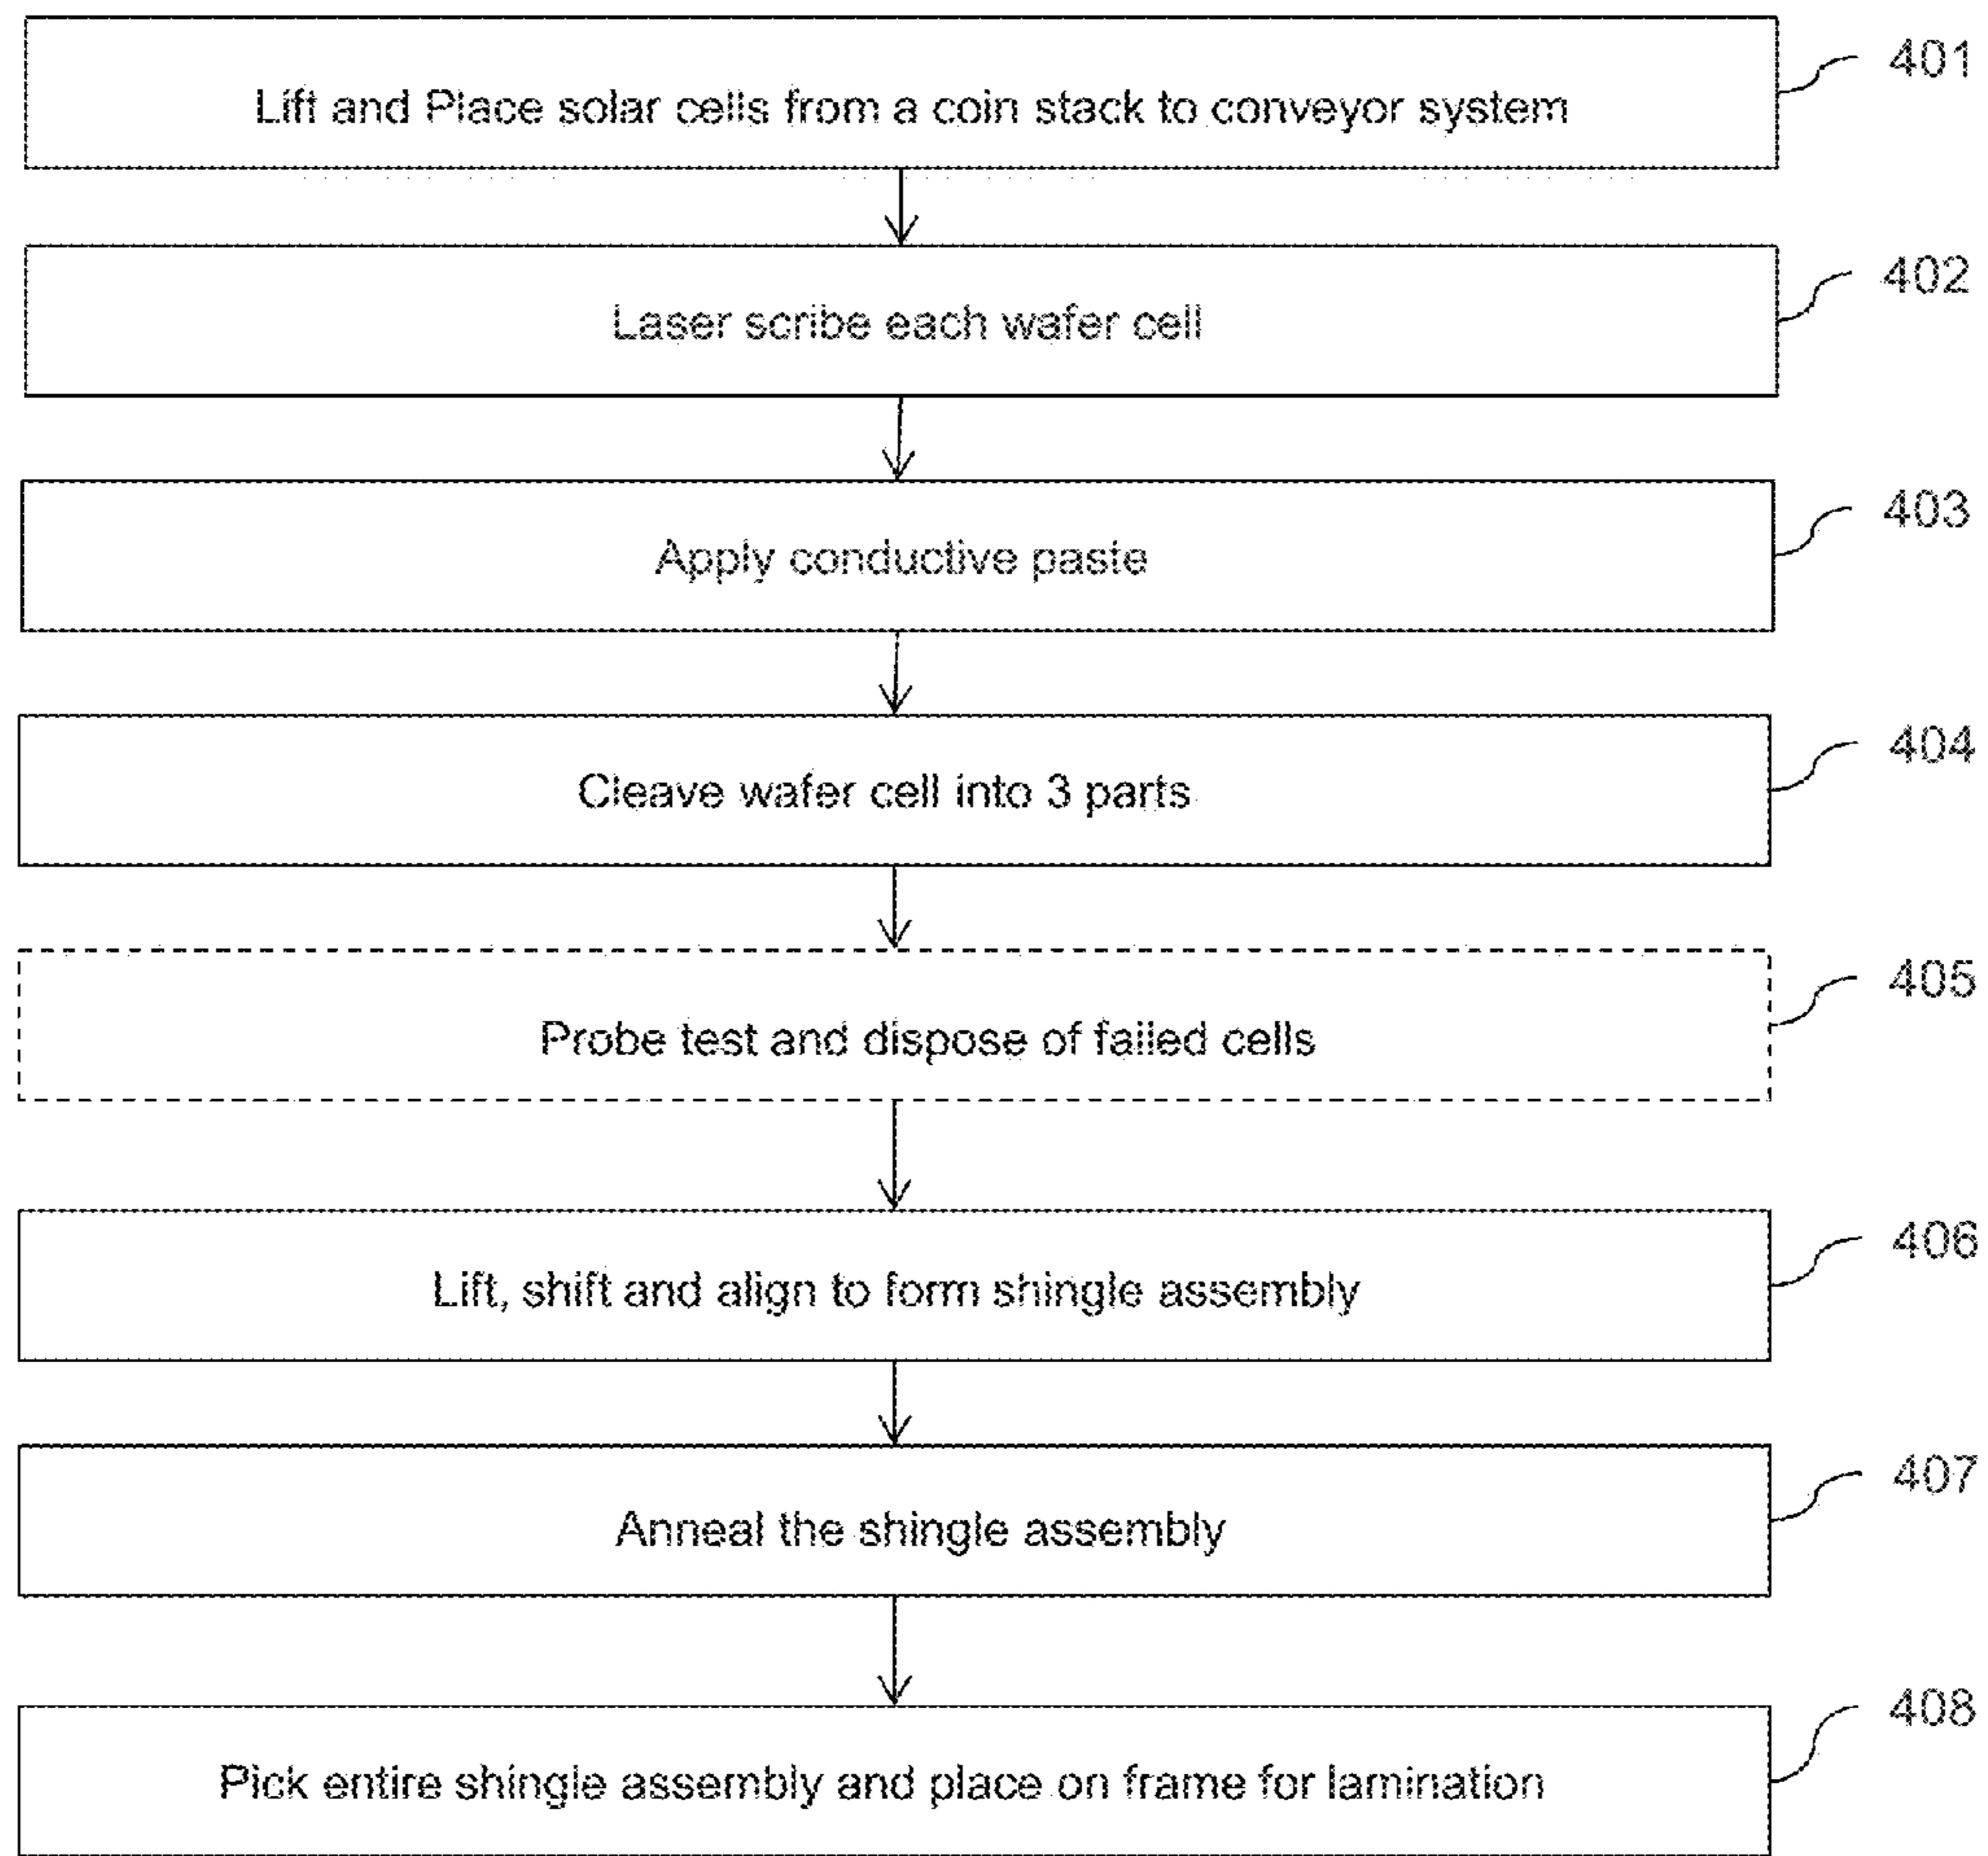 Lift and Place solar cells from a coin stack to conveyor system
401
Laser scribe each wafer cell
402
Apply conductive paste
403
Cleave wafer cell into 3 parts
404
Probe test and dispose of failed cells
405
Lift, shift and align to form shingle assembly
406
Anneal the shingle assembly
407
Pick entire shingle assembly and place on frame for lamination
408